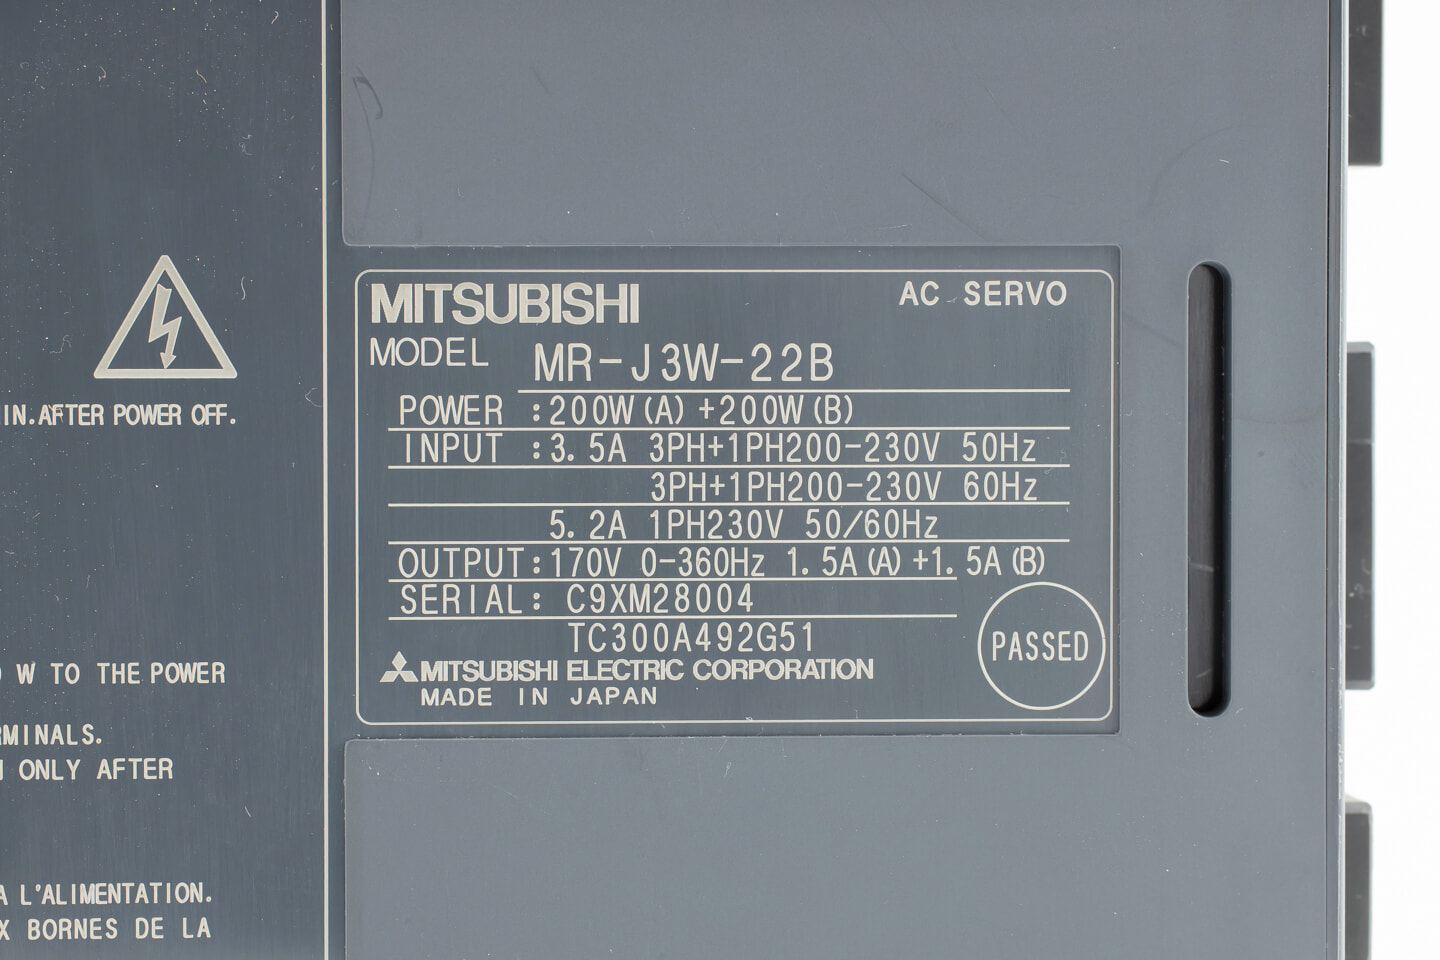 IN.AFTER POWER OFF.
W TO THE POWER
ONLY AFTER
L'ALIMENTATION.
BORNES DE LA
MITSUBISHI AC SERVO
MODEL MR-J3W-22B
POWER :200W(A)+200W(B)
INPUT :3.5A 3PH+1PH200-230V 50Hz
3PH+1PH200-230V 60Hz
5.2A 1PH230V 50/60Hz
OUTPUT:170V 0-360Hz 1.5A(A)+1.5A(B)
SERIAL: C9XM28004
TC300A492G51
MITSUBISHI ELECTRIC CORPORATION
MADE IN JAPAN
PASSED